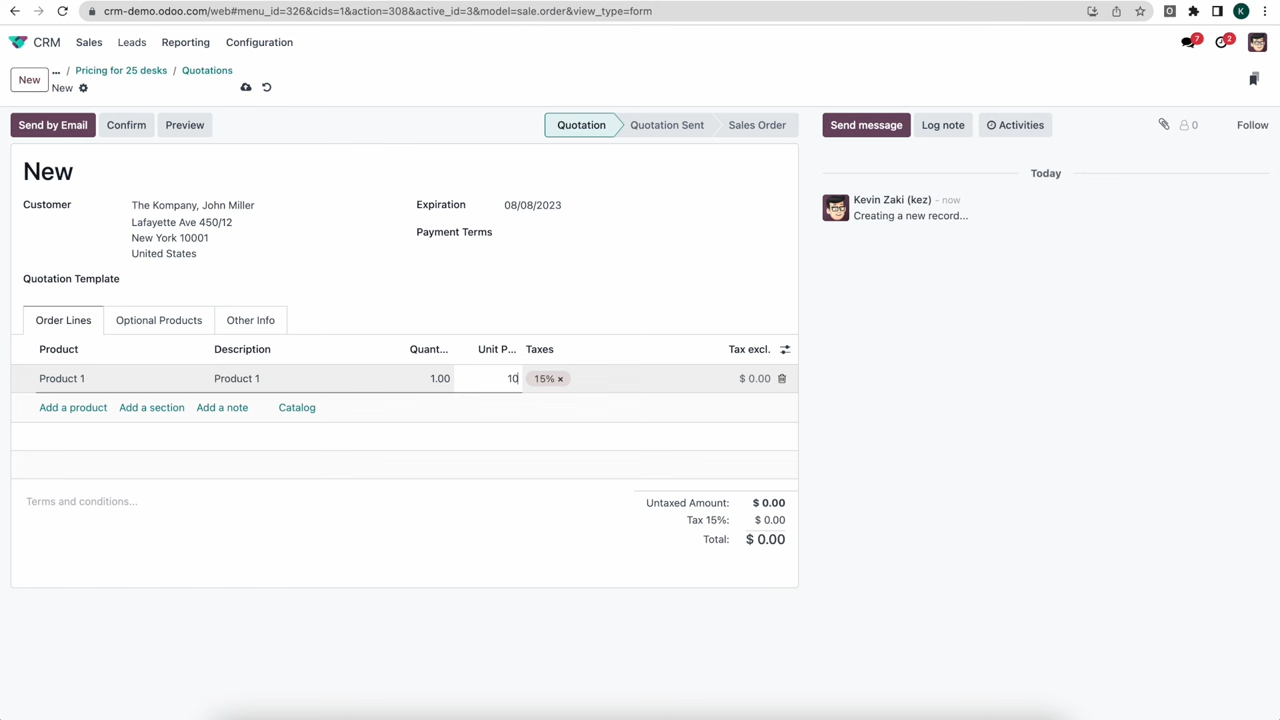 crm-demo.odoo.com/web#menu_id=326&cids=1&action=308&active_id=3&model=sale.order&view_type=form
K
CRM Sales Leads Reporting Configuration
7 2
New ... / Pricing for 25 desks / Quotations
New
Send by Email Confirm Preview Quotation Quotation Sent Sales Order Send message Log note Activities 0 Follow
New
Today
Customer The Kompany, John Miller
Lafayette Ave 450/12
New York 10001
United States
Expiration 08/08/2023
Payment Terms
Kevin Zaki (kez) - now
Creating a new record...
Quotation Template
Order Lines Optional Products Other Info
Product Description Quant... Unit P... Taxes Tax excl.
Product 1 Product 1 1.00 10 15% × $ 0.00
Add a product Add a section Add a note Catalog
Terms and conditions...
Untaxed Amount: $ 0.00
Tax 15%: $ 0.00
Total: $ 0.00